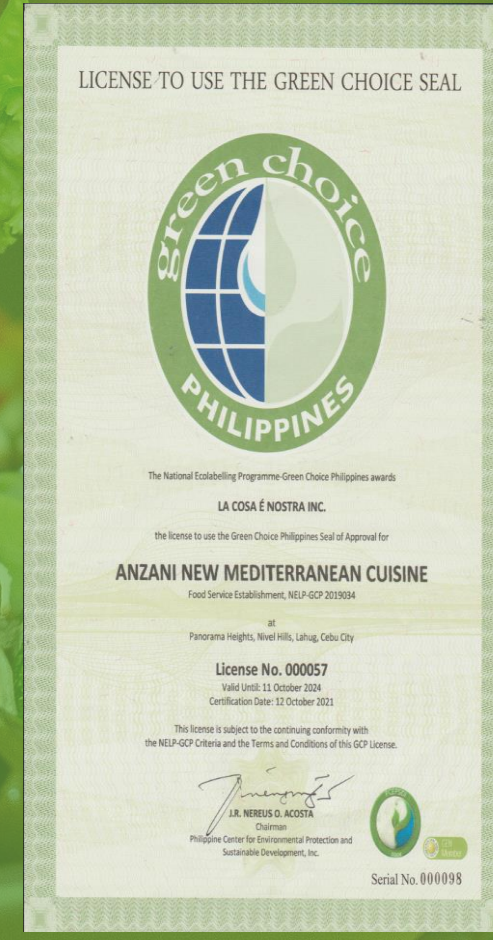 LICENSE TO USE THE GREEN CHOICE SEAL
green choice
PHILIPPINES
The National Ecolabelling Programme-Green Choice Philippines awards
LA COSA É NOSTRA INC.
the license to use the Green Choice Philippines Seal of Approval for
ANZANI NEW MEDITERRANEAN CUISINE
Food Service Establishment, NELP-GCP 2019034
at
Panorama Heights, Nivel Hills, Lahug, Cebu City
License No. 000057
Valid Until: 11 October 2024
Certification Date: 12 October 2021
This license is subject to the continuing conformity with
the NELP-GCP Criteria and the Terms and Conditions of this GCP License.
J.R. NEREUS O. ACOSTA
Chairman
Philippine Center for Environmental Protection and
Sustainable Development, Inc.
GEN
Member
Serial No. 000098